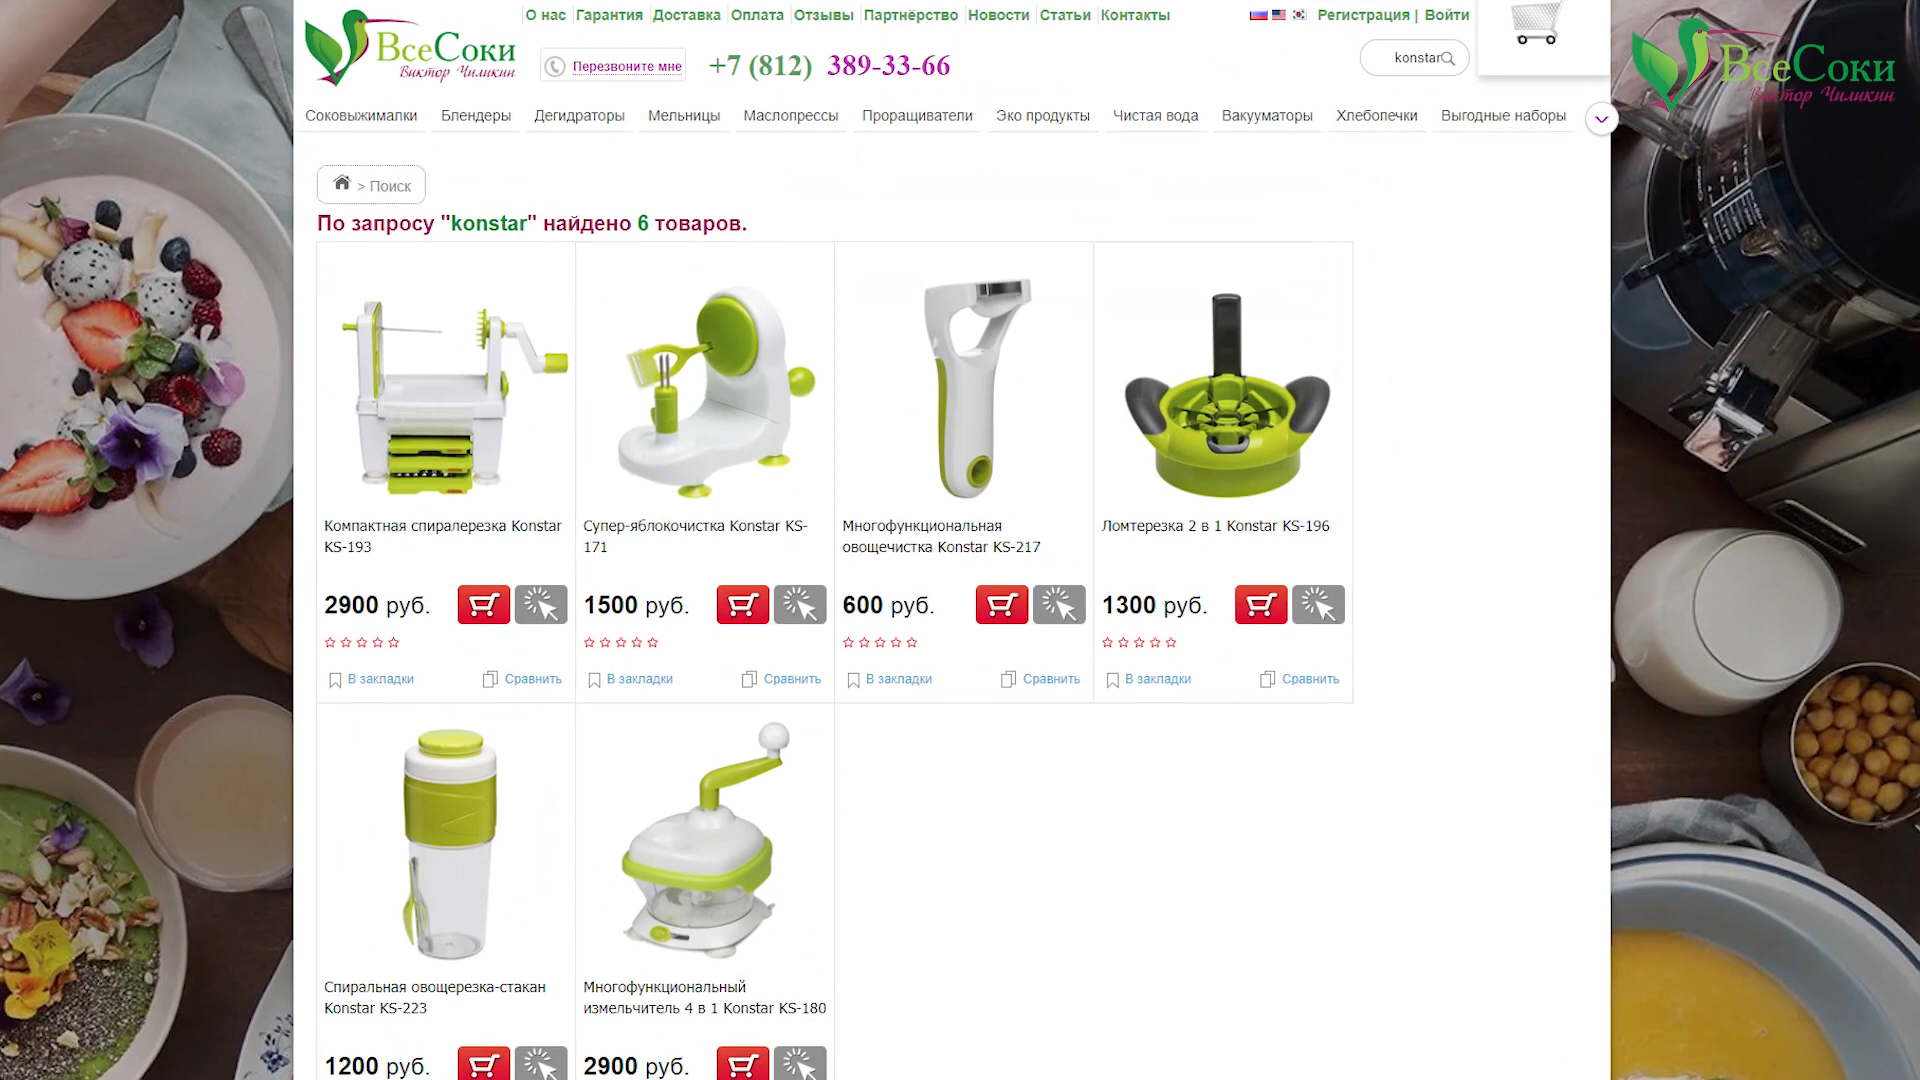 О нас Гарантия Доставка Оплата Отзывы Партнёрство Новости Статьи Контакты Регистрация | Войти
ВсеСоки
Виктор Чиликин
Перезвоните мне
+7 (812) 389-33-66
konstar
ВсеСоки
Виктор Чиликин
Соковыжималки Блендеры Дегидраторы Мельницы Маслопрессы Проращиватели Эко продукты Чистая вода Вакууматоры Хлебопечки Выгодные наборы
> Поиск
По запросу "konstar" найдено 6 товаров.
Компактная спиралерезка Konstar
KS-193
2900 руб.
В закладки Сравнить
Супер-яблокочистка Konstar KS-
171
1500 руб.
В закладки Сравнить
Многофункциональная
овощечистка Konstar KS-217
600 руб.
В закладки Сравнить
Ломтерезка 2 в 1 Konstar KS-196
1300 руб.
В закладки Сравнить
Спиральная овощерезка-стакан
Konstar KS-223
1200 руб.
Многофункциональный
измельчитель 4 в 1 Konstar KS-180
2900 руб.